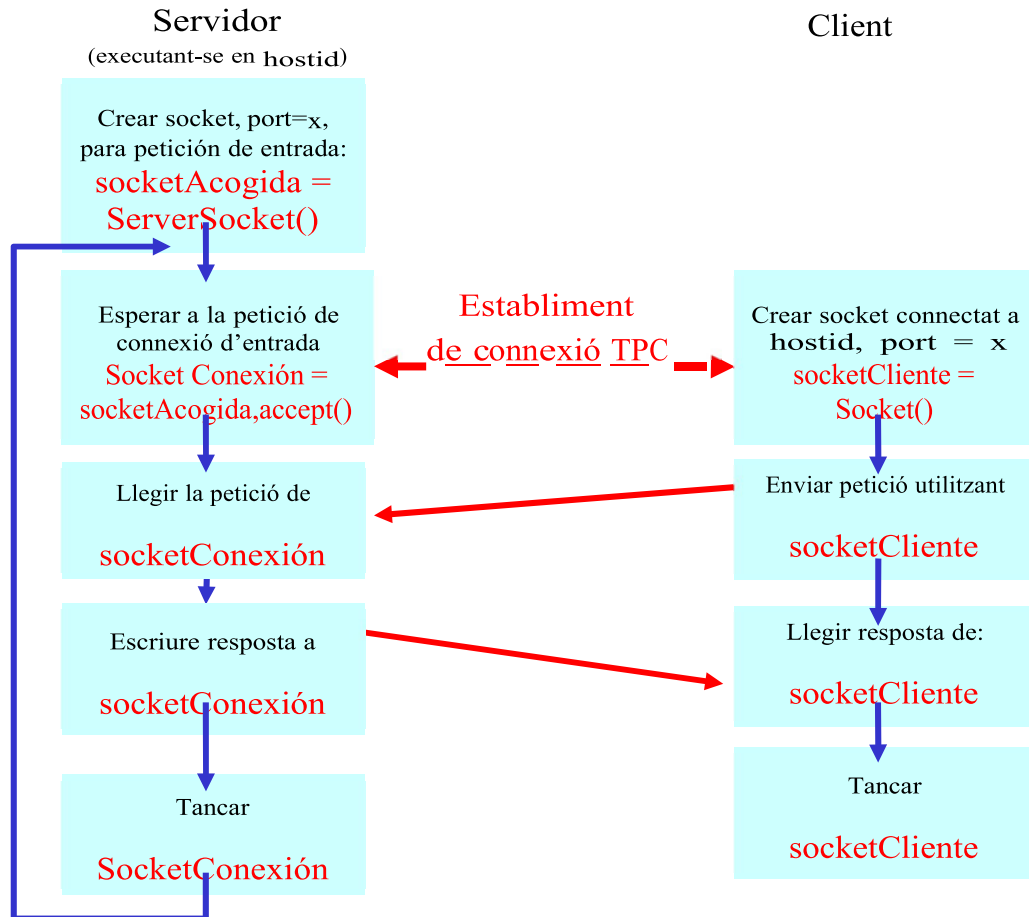 Servidor
(executant-se en hostid)
Crear socket, port=x,
para petición de entrada:
socketAcogida =
ServerSocket()
Esperar a la petició de
connexió d'entrada
Socket Conexión =
socketAcogida,accept()
Llegir la petició de
socketConexión
Escriure resposta a
socketConexión
Tancar
SocketConexión
Establiment
de connexió TPC
Client
Crear socket connectat a
hostid, port = x
socketCliente =
Socket()
Enviar petició utilitzant
socketCliente
Llegir resposta de:
socketCliente
Tancar
socketCliente